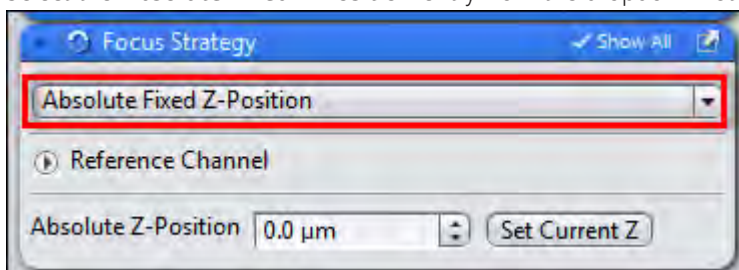 Focus Strategy Show All
Absolute Fixed Z-Position
Reference Channel
Absolute Z-Position 0.0 µm Set Current Z